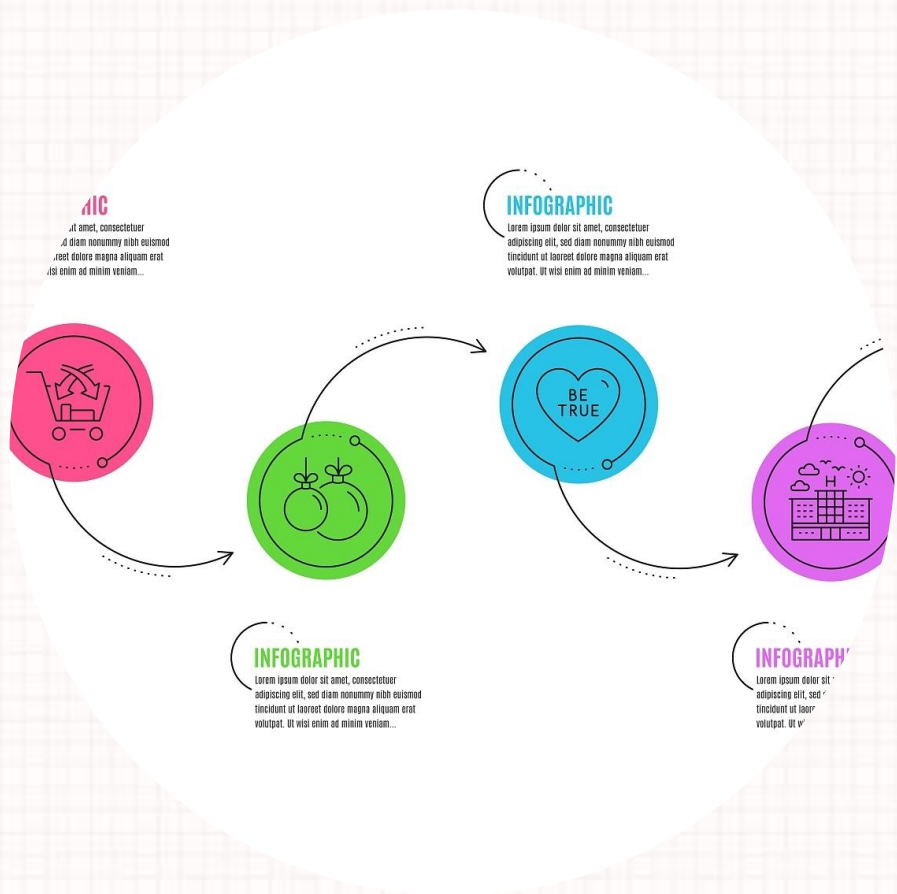 HIC
sit amet, consectetuer
diam nonummy nibh euismod
dolore magna aliquam erat
enim ad minim veniam...
INFOGRAPHIC
Lorem ipsum dolor sit amet, consectetuer
adipiscing elit, sed diam nonummy nibh euismod
tincidunt ut laoreet dolore magna aliquam erat
volutpat. Ut wisi enim ad minim veniam...
BE
TRUE
H
INFOGRAPHIC
Lorem ipsum dolor sit amet, consectetuer
adipiscing elit, sed diam nonummy nibh euismod
tincidunt ut laoreet dolore magna aliquam erat
volutpat. Ut wisi enim ad minim veniam...
INFOGRAPH
Lorem ipsum dolor sit
adipiscing elit, sed
tincidunt ut
volutpat. Ut